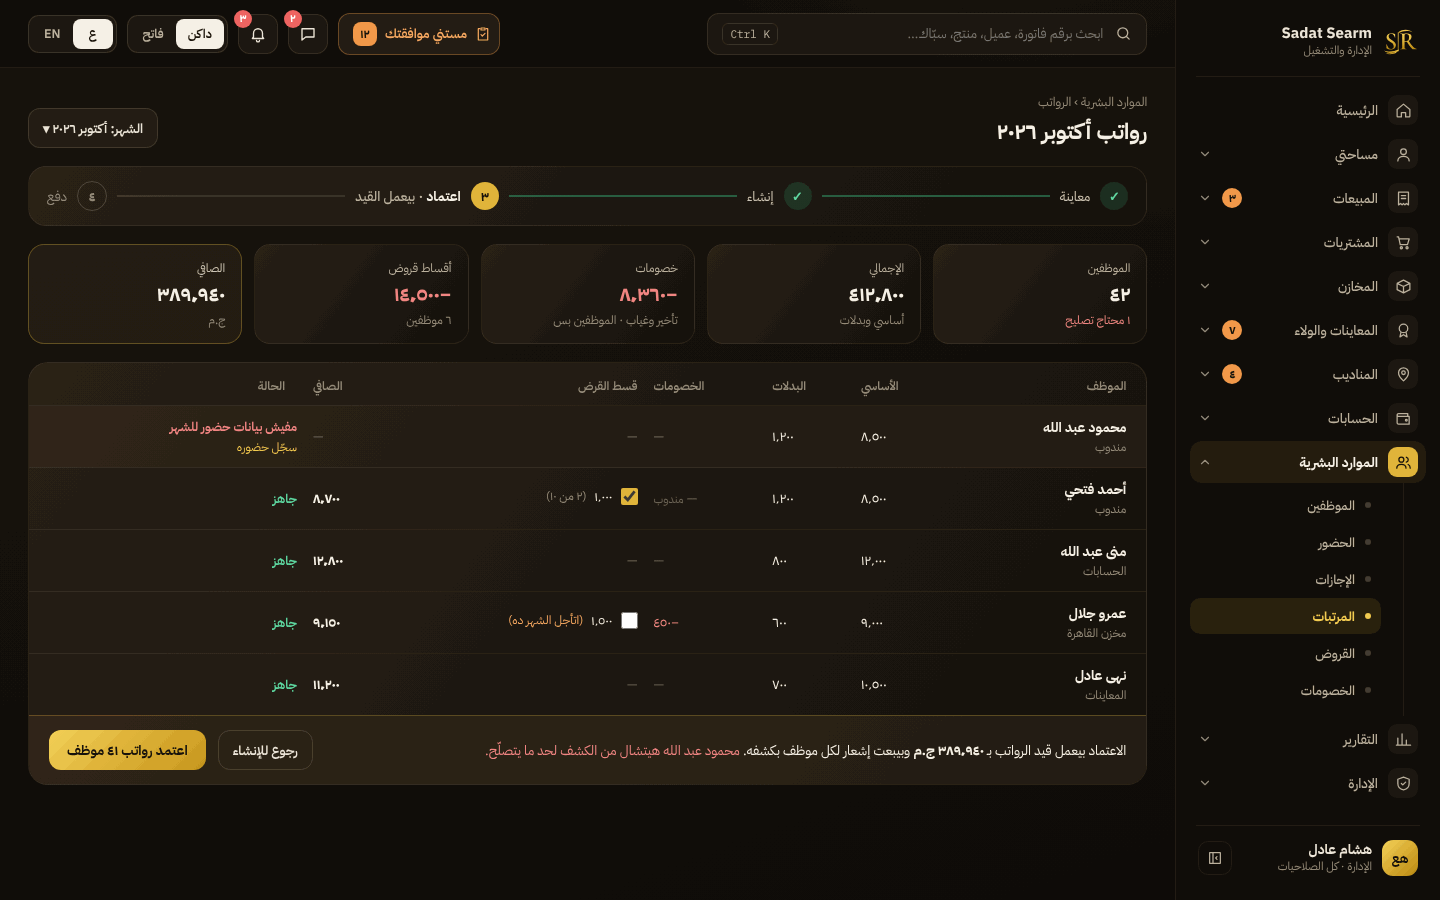 Sadat Searm
الإدارة والتشغيل
SR
الرئيسية
مساحتي
المبيعات
٣
المشتريات
المخازن
المعاينات والولاء
٧
المناديب
٤
الحسابات
الموارد البشرية
الموظفين
الحضور
الإجازات
المرتبات
القروض
الخصومات
التقارير
الإدارة
هع
هشام عادل
الإدارة · كل الصلاحيات
ابحث برقم فاتورة، عميل، منتج، سبّاك...
Ctrl K
مستني موافقتك ١٢
٢
٣
داكن فاتح
ع EN
الموارد البشرية › الرواتب
رواتب أكتوبر ٢٠٢٦
الشهر: أكتوبر ٢٠٢٦ ▾
✓ معاينة
✓ إنشاء
٣ اعتماد · بيعمل القيد
٤ دفع
الموظفين
٤٢
١ محتاج تصليح
الإجمالي
٤١٢,٨٠٠
أساسي وبدلات
خصومات
−٨,٣٦٠
تأخير وغياب · الموظفين بس
أقساط قروض
−١٤,٥٠٠
٦ موظفين
الصافي
٣٨٩,٩٤٠
ج.م
الموظف الأساسي البدلات الخصومات قسط القرض الصافي الحالة
محمود عبد الله ٨,٥٠٠ ١,٢٠٠ — — — مفيش بيانات حضور للشهر
مندوب سجّل حضوره
أحمد فتحي ٨,٥٠٠ ١,٢٠٠ — مندوب ١,٠٠٠ (٢ من ١٠) ٨,٧٠٠ جاهز
مندوب
منى عبد الله ١٢,٠٠٠ ٨٠٠ — — ١٢,٨٠٠ جاهز
الحسابات
عمرو جلال ٩,٠٠٠ ٦٠٠ −٤٥٠ ١,٥٠٠ (اتأجل الشهر ده) ٩,١٥٠ جاهز
مخزن القاهرة
نهى عادل ١٠,٥٠٠ ٧٠٠ — — ١١,٢٠٠ جاهز
المعاينات
الاعتماد بيعمل قيد الرواتب بـ ٣٨٩,٩٤٠ ج.م وبيبعت إشعار لكل موظف بكشفه. محمود عبد الله هيتشال من الكشف لحد ما يتصلّح.
رجوع للإنشاء
اعتمد رواتب ٤١ موظف